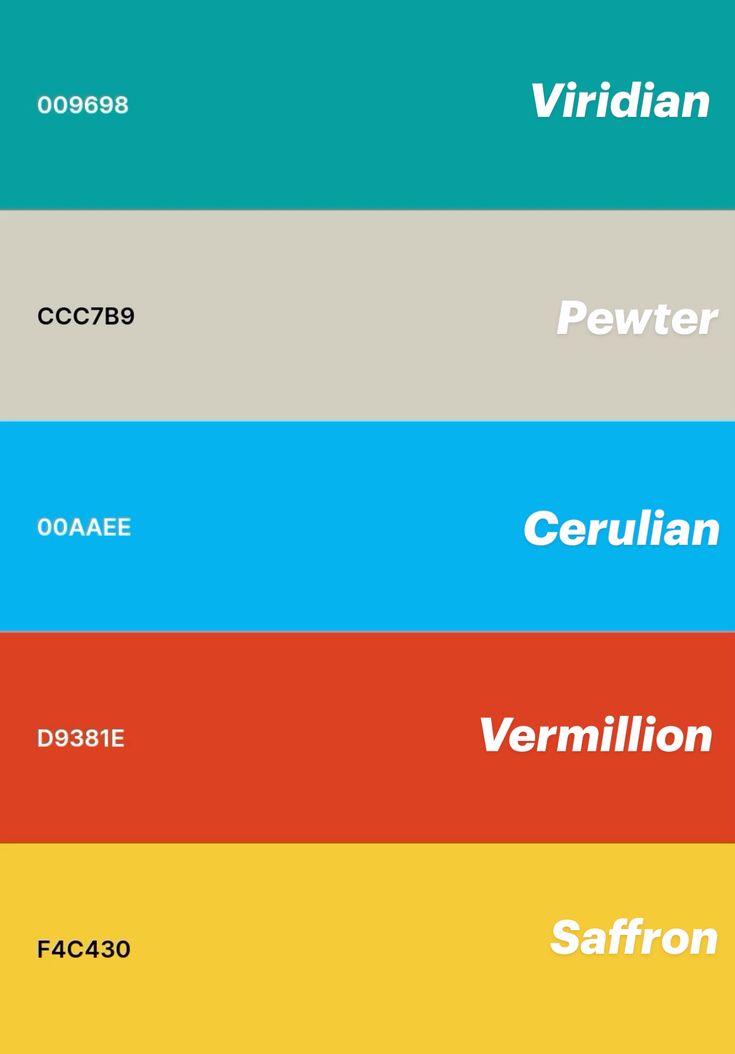 009698 Viridian
CCC7B9 Pewter
00AAEE Cerulian
D9381E Vermillion
F4C430 Saffron